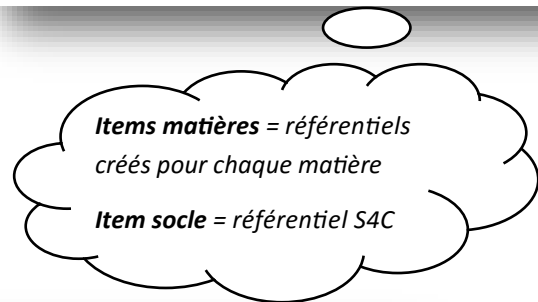 Items matières = référentiels
créés pour chaque matière
Item socle = référentiel S4C